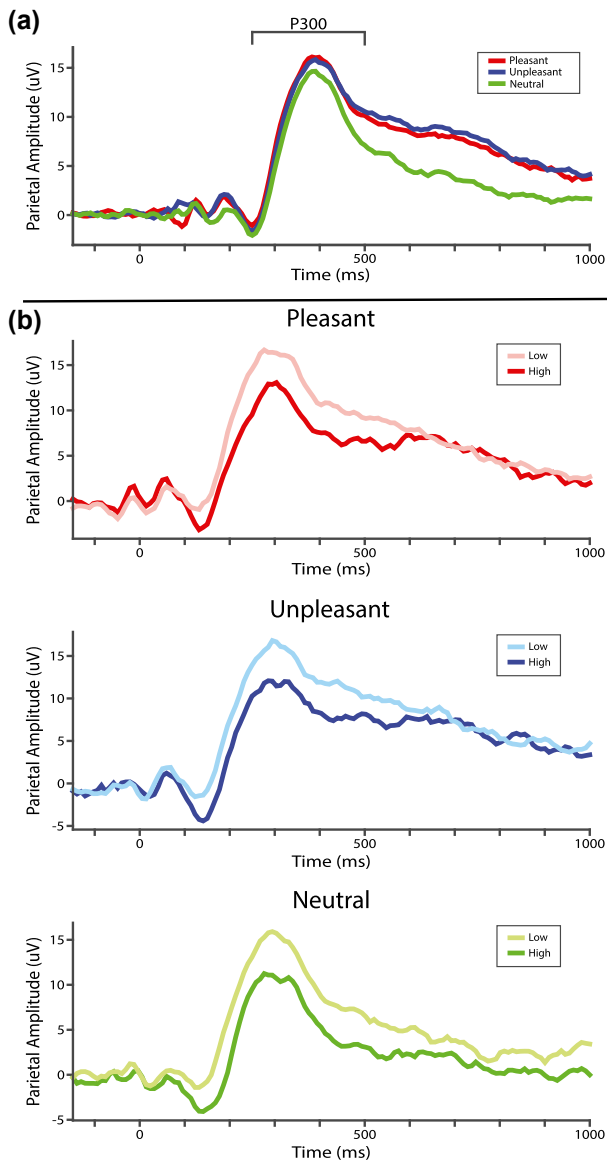 (a)
P300
Parietal Amplitude (uV)
15
10
5
0
Pleasant
Unpleasant
Neutral
0
500
1000
Time (ms)
(b)
Pleasant
Parietal Amplitude (uV)
15
10
5
0
Low
High
0
500
1000
Time (ms)
Unpleasant
Parietal Amplitude (uV)
15
10
5
0
-5
Low
High
0
500
1000
Time (ms)
Neutral
Parietal Amplitude (uV)
15
10
5
0
-5
Low
High
0
500
1000
Time (ms)